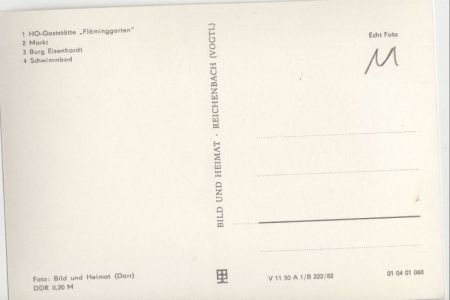 1 HO-Gaststätte „Fläminggarten"
2 Markt
3 Burg Eisenhardt
4 Schwimmbad
Foto: Bild und Heimat (Darr)
DDR 0,20 M
BILD UND HEIMAT · REICHENBACH (VOGTL)
Echt Foto
M
V 11 50 A 1/B 222/82
01 04 01 066